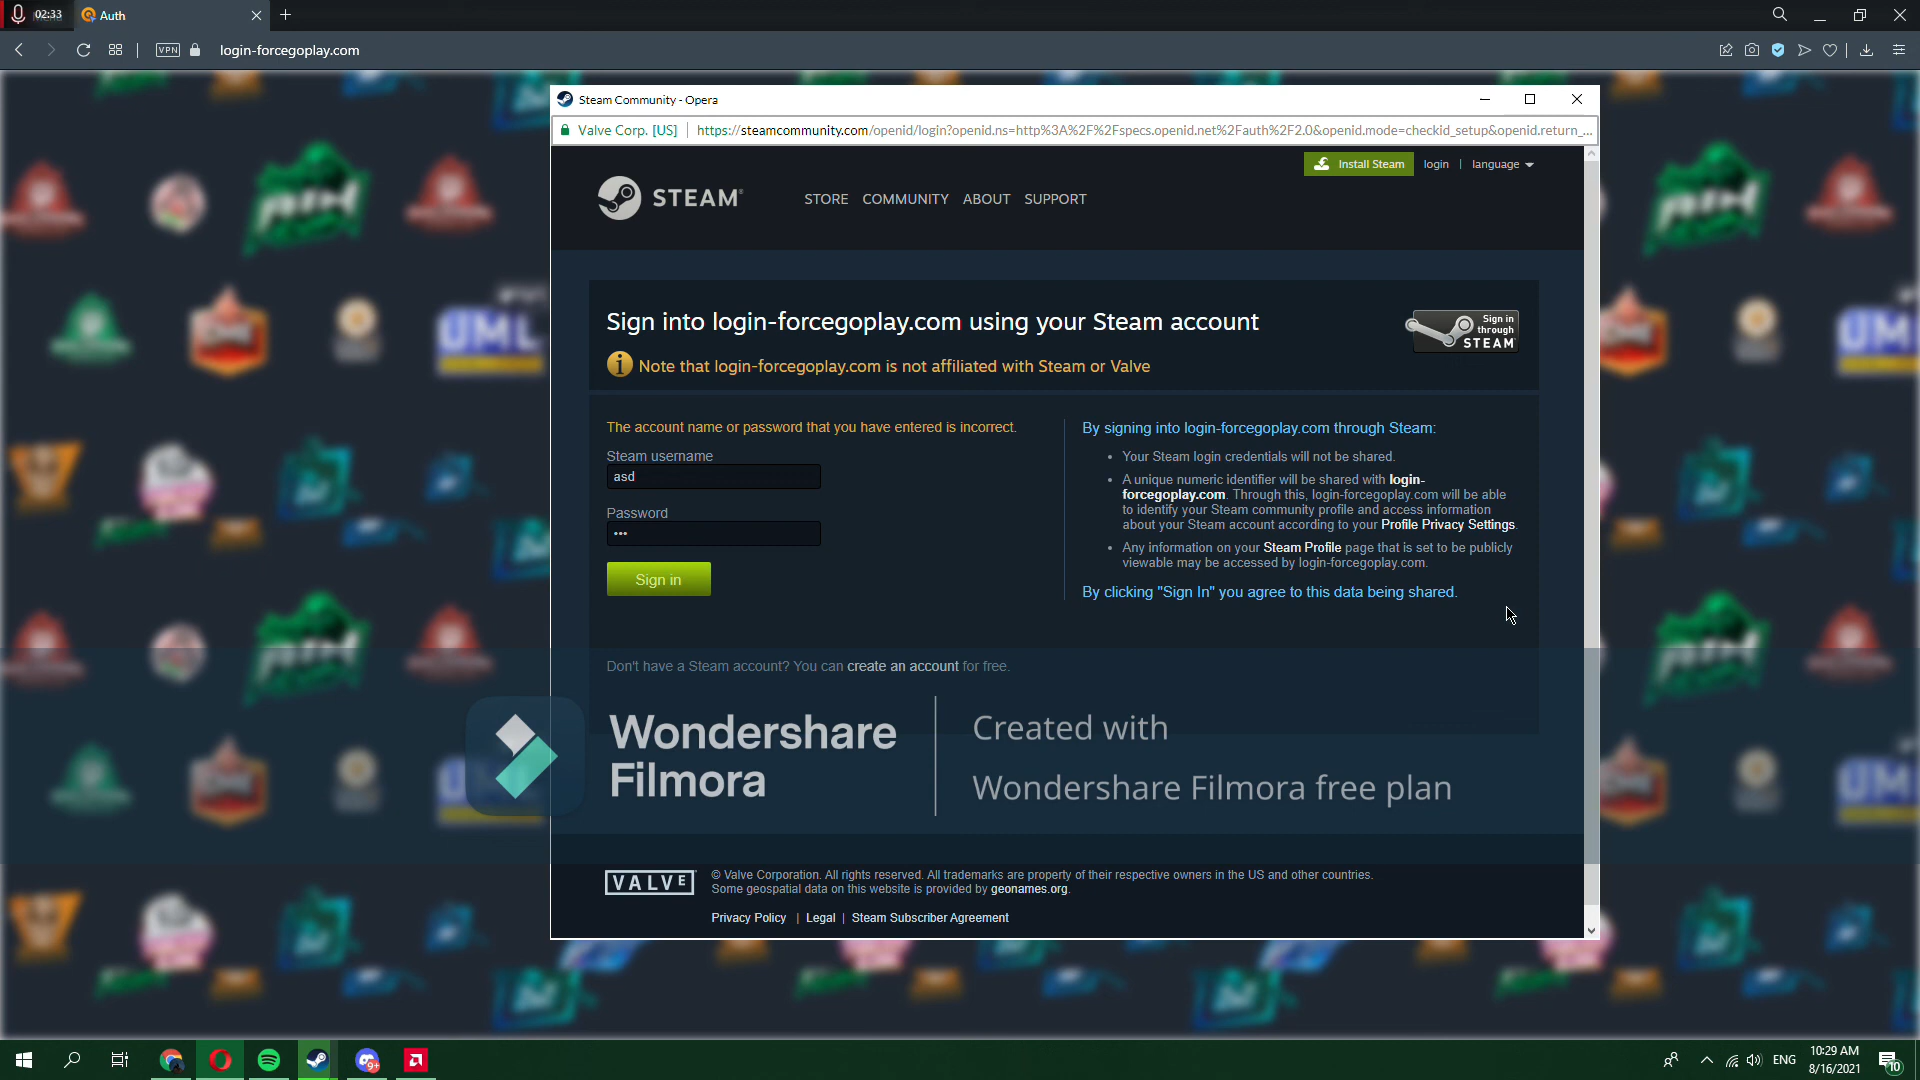 02:33
Auth
VPN
login-forcegoplay.com
Steam Community - Opera
Valve Corp. [US]
https://steamcommunity.com/openid/login?openid.ns=http%3A%2F%2Fspecs.openid.net%2Fauth%2F2.0&openid.mode=checkid_setup&openid.return_...
Install Steam
login | language
STEAM®
STORE COMMUNITY ABOUT SUPPORT
Sign into login-forcegoplay.com using your Steam account
Sign in
through
STEAM
Note that login-forcegoplay.com is not affiliated with Steam or Valve
The account name or password that you have entered is incorrect.
Steam username
asd
Password
•••
Sign in
By signing into login-forcegoplay.com through Steam:
• Your Steam login credentials will not be shared.
• A unique numeric identifier will be shared with login-
forcegoplay.com. Through this, login-forcegoplay.com will be able
to identify your Steam community profile and access information
about your Steam account according to your Profile Privacy Settings.
• Any information on your Steam Profile page that is set to be publicly
viewable may be accessed by login-forcegoplay.com.
By clicking "Sign In" you agree to this data being shared.
Don't have a Steam account? You can create an account for free.
Wondershare
Filmora
Created with
Wondershare Filmora free plan
VALVE
© Valve Corporation. All rights reserved. All trademarks are property of their respective owners in the US and other countries.
Some geospatial data on this website is provided by geonames.org.
Privacy Policy | Legal | Steam Subscriber Agreement
UML
UML
UML
UML
9+
ENG
10:29 AM
8/16/2021
10